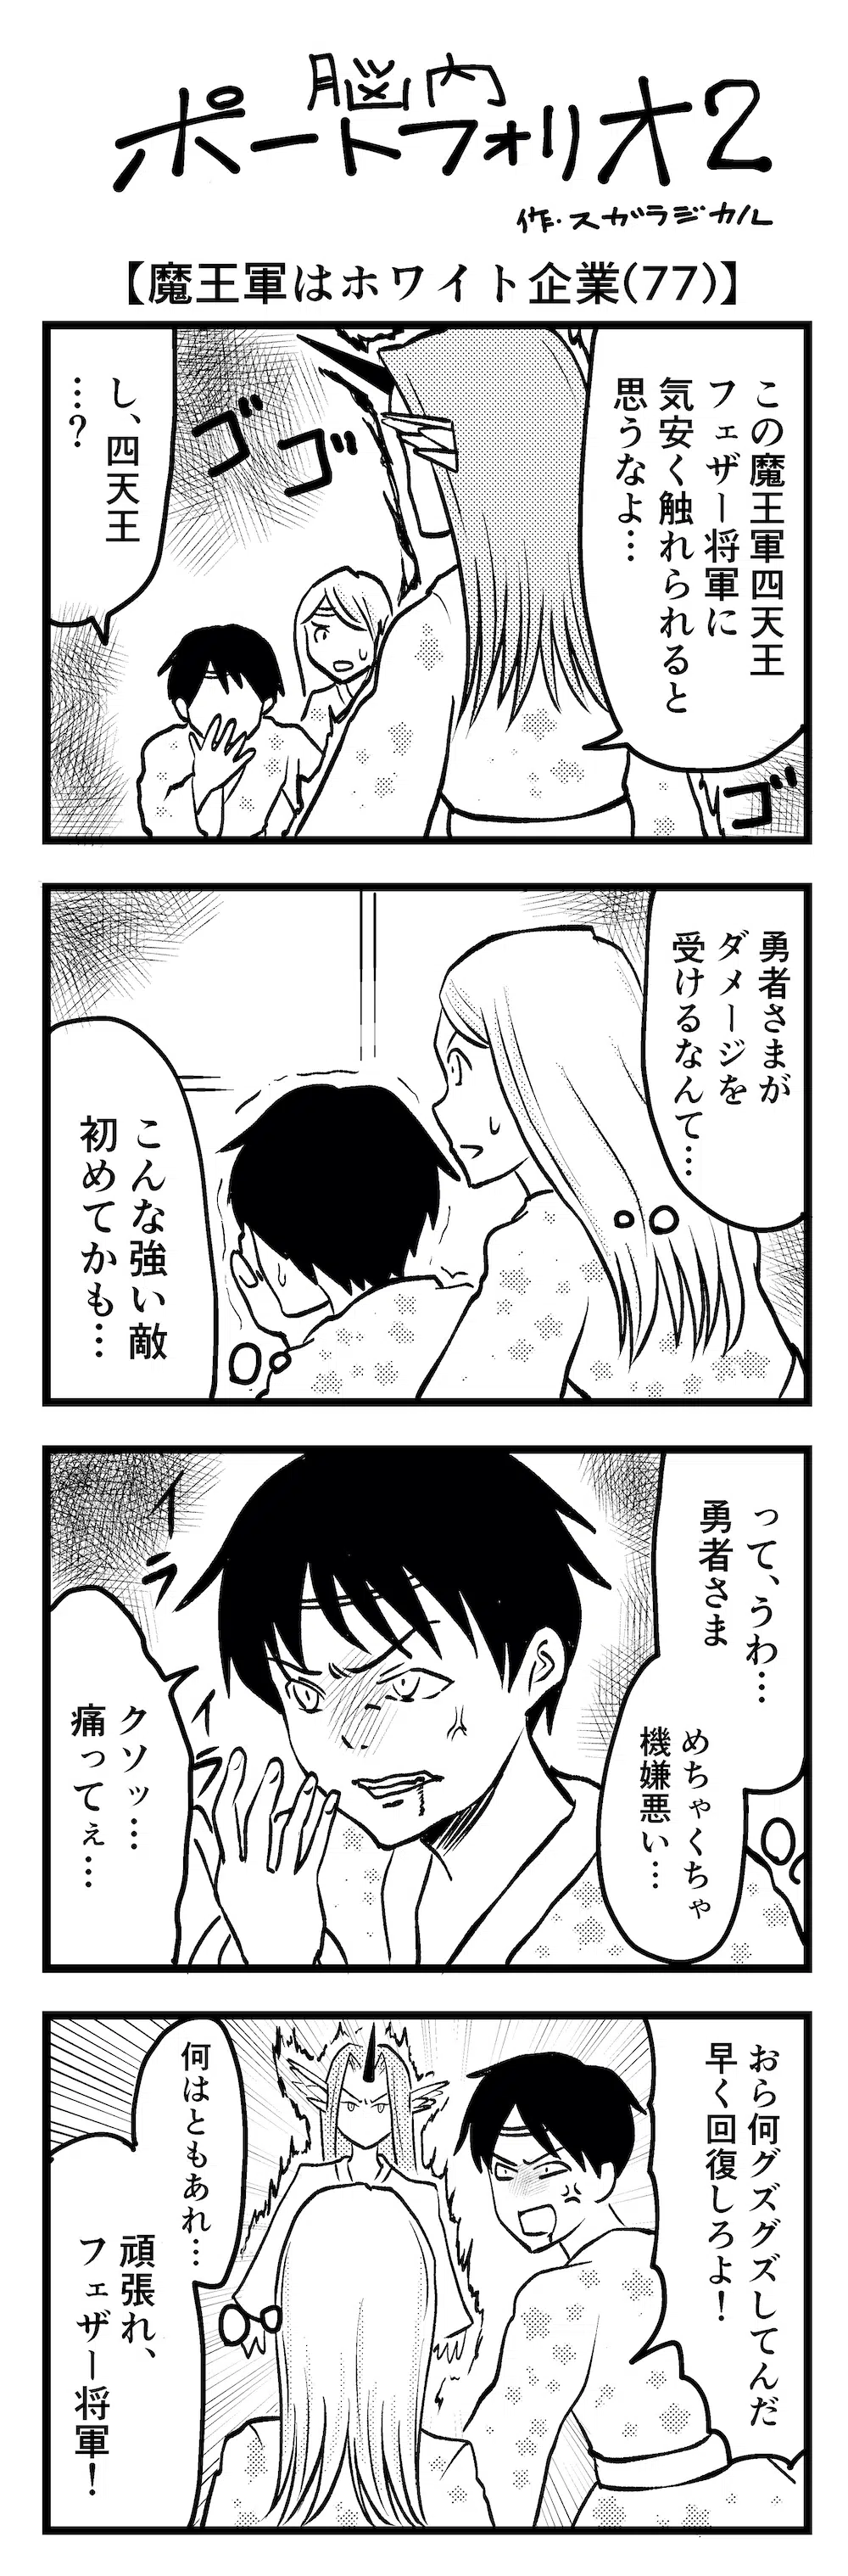 脳内
ポートフォリオ2
作・スガラジカル
【魔王軍はホワイト企業(77)】
この魔王軍四天王
フェザー将軍に
気安く触れられると
思うなよ…
ゴゴ
ゴ
し、四天王
…?
勇者さまが
ダメージを
受けるなんて…
こんな強い敵
初めてかも…
って、うわ…
勇者さま
めちゃくちゃ
機嫌悪い…
イライラ
クソッ…
痛ってぇ…
おら何グズグズしてんだ
早く回復しろよ!
何はともあれ…
頑張れ、
フェザー将軍!